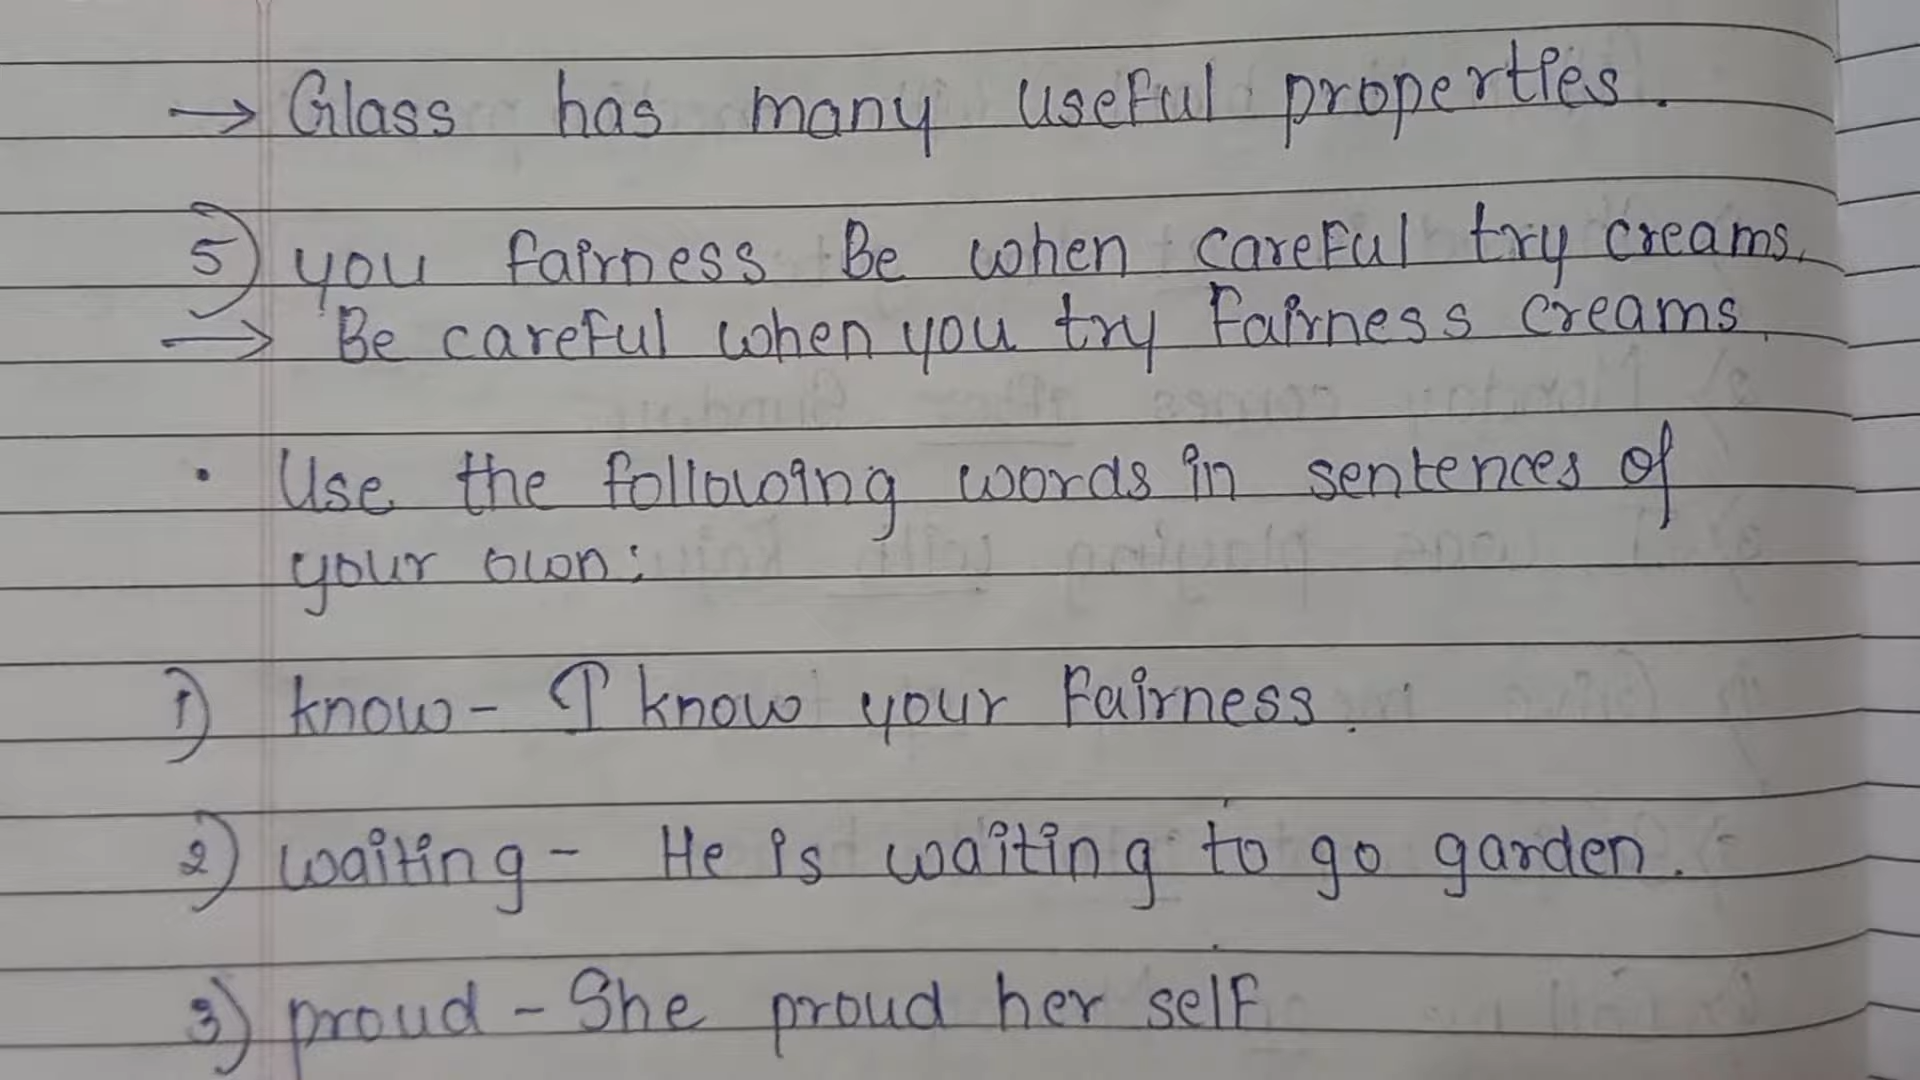 → Glass has many useful properties.
5) you fairness Be when careful try creams.
→ Be careful when you try Fairness creams.
• Use the following words in sentences of
your own:
1) know - I know your Fairness.
2) waiting - He is waiting to go garden.
3) proud - She proud her self